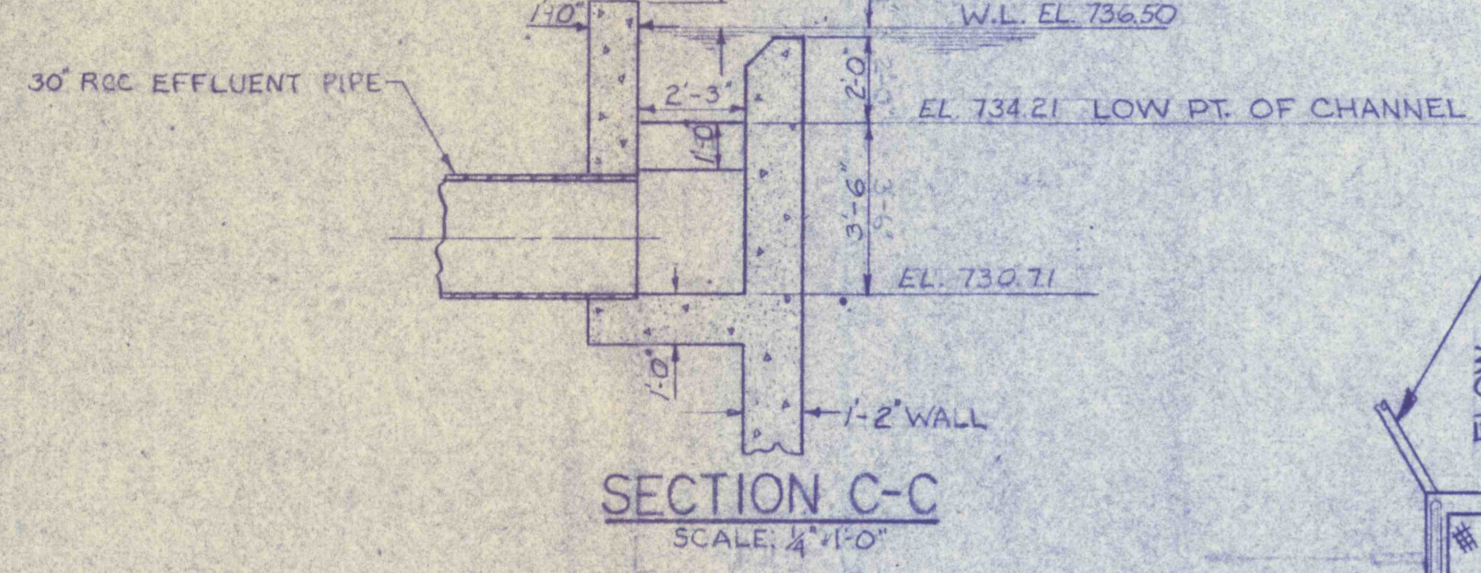 1'-0"
W.L. EL. 736.50
30" RCC EFFLUENT PIPE
2'-3"
2'-0"
EL. 734.21 LOW PT. OF CHANNEL
1'-0"
3'-6"
EL. 730.71
1'-0"
1'-2" WALL
SECTION C-C
SCALE: 1/4"=1'-0"